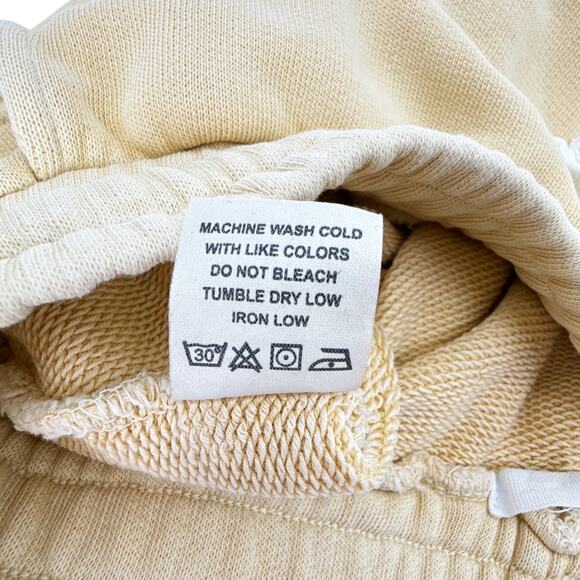 MACHINE WASH COLD
WITH LIKE COLORS
DO NOT BLEACH
TUMBLE DRY LOW
IRON LOW
30°